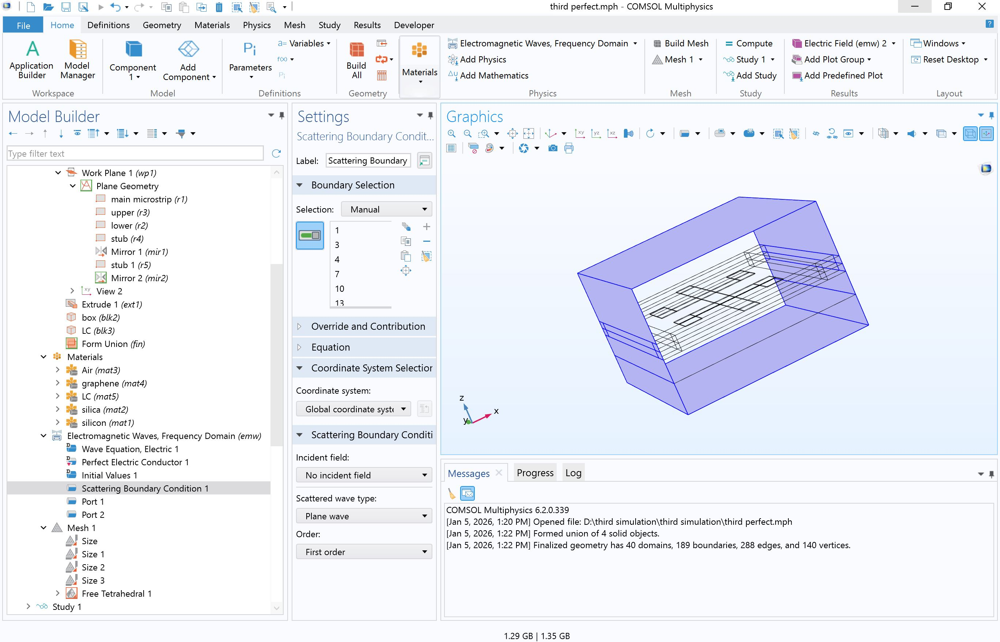 third perfect.mph - COMSOL Multiphysics
File Home Definitions Geometry Materials Physics Mesh Study Results Developer
Application Builder
Model Manager
Workspace
Component 1
Add Component
Model
Pi
Parameters
a= Variables
f(x)
Pi
Definitions
Build All
Geometry
Materials
Electromagnetic Waves, Frequency Domain
Add Physics
ΔU Add Mathematics
Physics
Build Mesh
Mesh 1
Mesh
= Compute
Study 1
Add Study
Study
Electric Field (emw) 2
Add Plot Group
Add Predefined Plot
Results
Windows
Reset Desktop
Layout
Model Builder
Type filter text
Work Plane 1 (wp1)
Plane Geometry
main microstrip (r1)
upper (r3)
lower (r2)
stub (r4)
Mirror 1 (mir1)
stub 1 (r5)
Mirror 2 (mir2)
xy View 2
Extrude 1 (ext1)
box (blk2)
LC (blk3)
Form Union (fin)
Materials
Air (mat3)
graphene (mat4)
LC (mat5)
silica (mat2)
silicon (mat1)
Electromagnetic Waves, Frequency Domain (emw)
Wave Equation, Electric 1
Perfect Electric Conductor 1
Initial Values 1
Scattering Boundary Condition 1
Port 1
Port 2
Mesh 1
Size
Size 1
Size 2
Size 3
Free Tetrahedral 1
Study 1
Settings
Scattering Boundary Condit...
Label: Scattering Boundary
Boundary Selection
Selection: Manual
1
3
4
7
10
13
Override and Contribution
Equation
Coordinate System Selection
Coordinate system:
Global coordinate syste
Scattering Boundary Conditi
Incident field:
No incident field
Scattered wave type:
Plane wave
Order:
First order
Graphics
xy yz xz
z
x
y
Messages Progress Log
COMSOL Multiphysics 6.2.0.339
[Jan 5, 2026, 1:20 PM] Opened file: D:\third simulation\third simulation\third perfect.mph
[Jan 5, 2026, 1:22 PM] Formed union of 4 solid objects.
[Jan 5, 2026, 1:22 PM] Finalized geometry has 40 domains, 189 boundaries, 288 edges, and 140 vertices.
1.29 GB | 1.35 GB